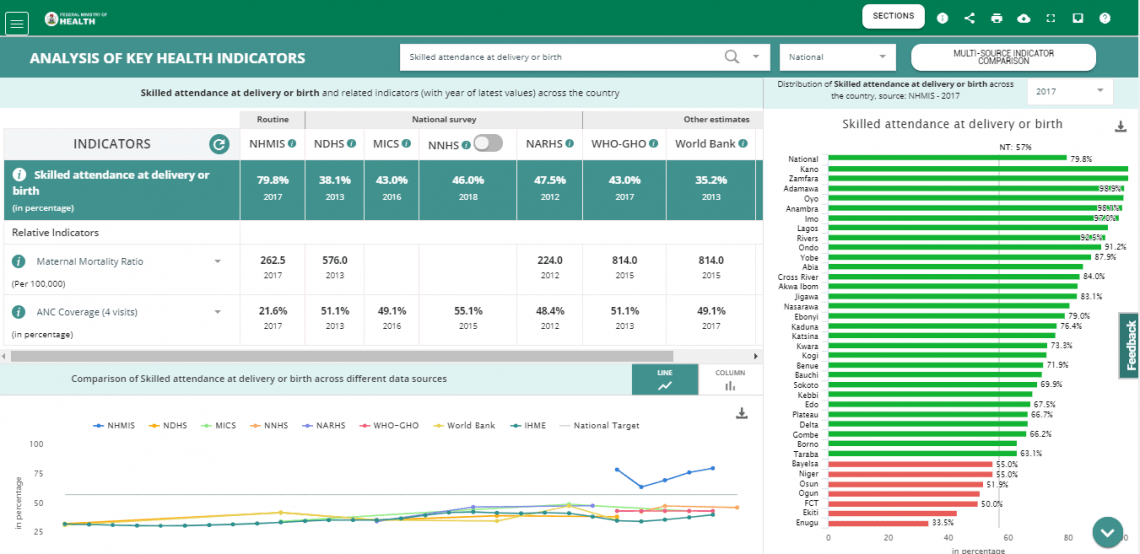 FEDERAL MINISTRY OF
HEALTH
SECTIONS
ANALYSIS OF KEY HEALTH INDICATORS
Skilled attendance at delivery or birth
National
MULTI-SOURCE INDICATOR
COMPARISON
Skilled attendance at delivery or birth and related indicators (with year of latest values) across the country
Routine National survey Other estimates
INDICATORS NHMIS NDHS MICS NNHS NARHS WHO-GHO World Bank
Skilled attendance at delivery or
birth
(in percentage)
79.8% 38.1% 43.0% 46.0% 47.5% 43.0% 35.2%
2017 2013 2016 2018 2012 2017 2013
Relative Indicators
Maternal Mortality Ratio
(Per 100,000)
262.5 576.0 224.0 814.0 814.0
2017 2013 2012 2015 2015
ANC Coverage (4 visits)
(in percentage)
21.6% 51.1% 49.1% 55.1% 48.4% 51.1% 49.1%
2017 2013 2016 2015 2012 2013 2017
Comparison of Skilled attendance at delivery or birth across different data sources
LINE
COLUMN
NHMIS NDHS MICS NNHS NARHS WHO-GHO World Bank IHME National Target
in percentage
100
75
50
25
Distribution of Skilled attendance at delivery or birth across
the country, source: NHMIS - 2017
2017
Skilled attendance at delivery or birth
NT: 57%
National 79.8%
Kano
Zamfara
Adamawa 98.9%
Oyo
Anambra 98.1%
Imo 97.0%
Lagos
Rivers 92.5%
Ondo 91.2%
Yobe 87.9%
Abia
Cross River 84.0%
Akwa Ibom
Jigawa 83.1%
Nasarawa
Ebonyi 79.0%
Kaduna 76.4%
Katsina
Kwara 73.3%
Kogi
Benue 71.9%
Bauchi
Sokoto 69.9%
Kebbi
Edo 67.5%
Plateau 66.7%
Delta
Gombe 66.2%
Borno
Taraba 63.1%
Bayelsa 55.0%
Niger 55.0%
Osun 51.9%
Ogun
FCT 50.0%
Ekiti
Enugu 33.5%
0 20 40 60 80
in percentage
Feedback